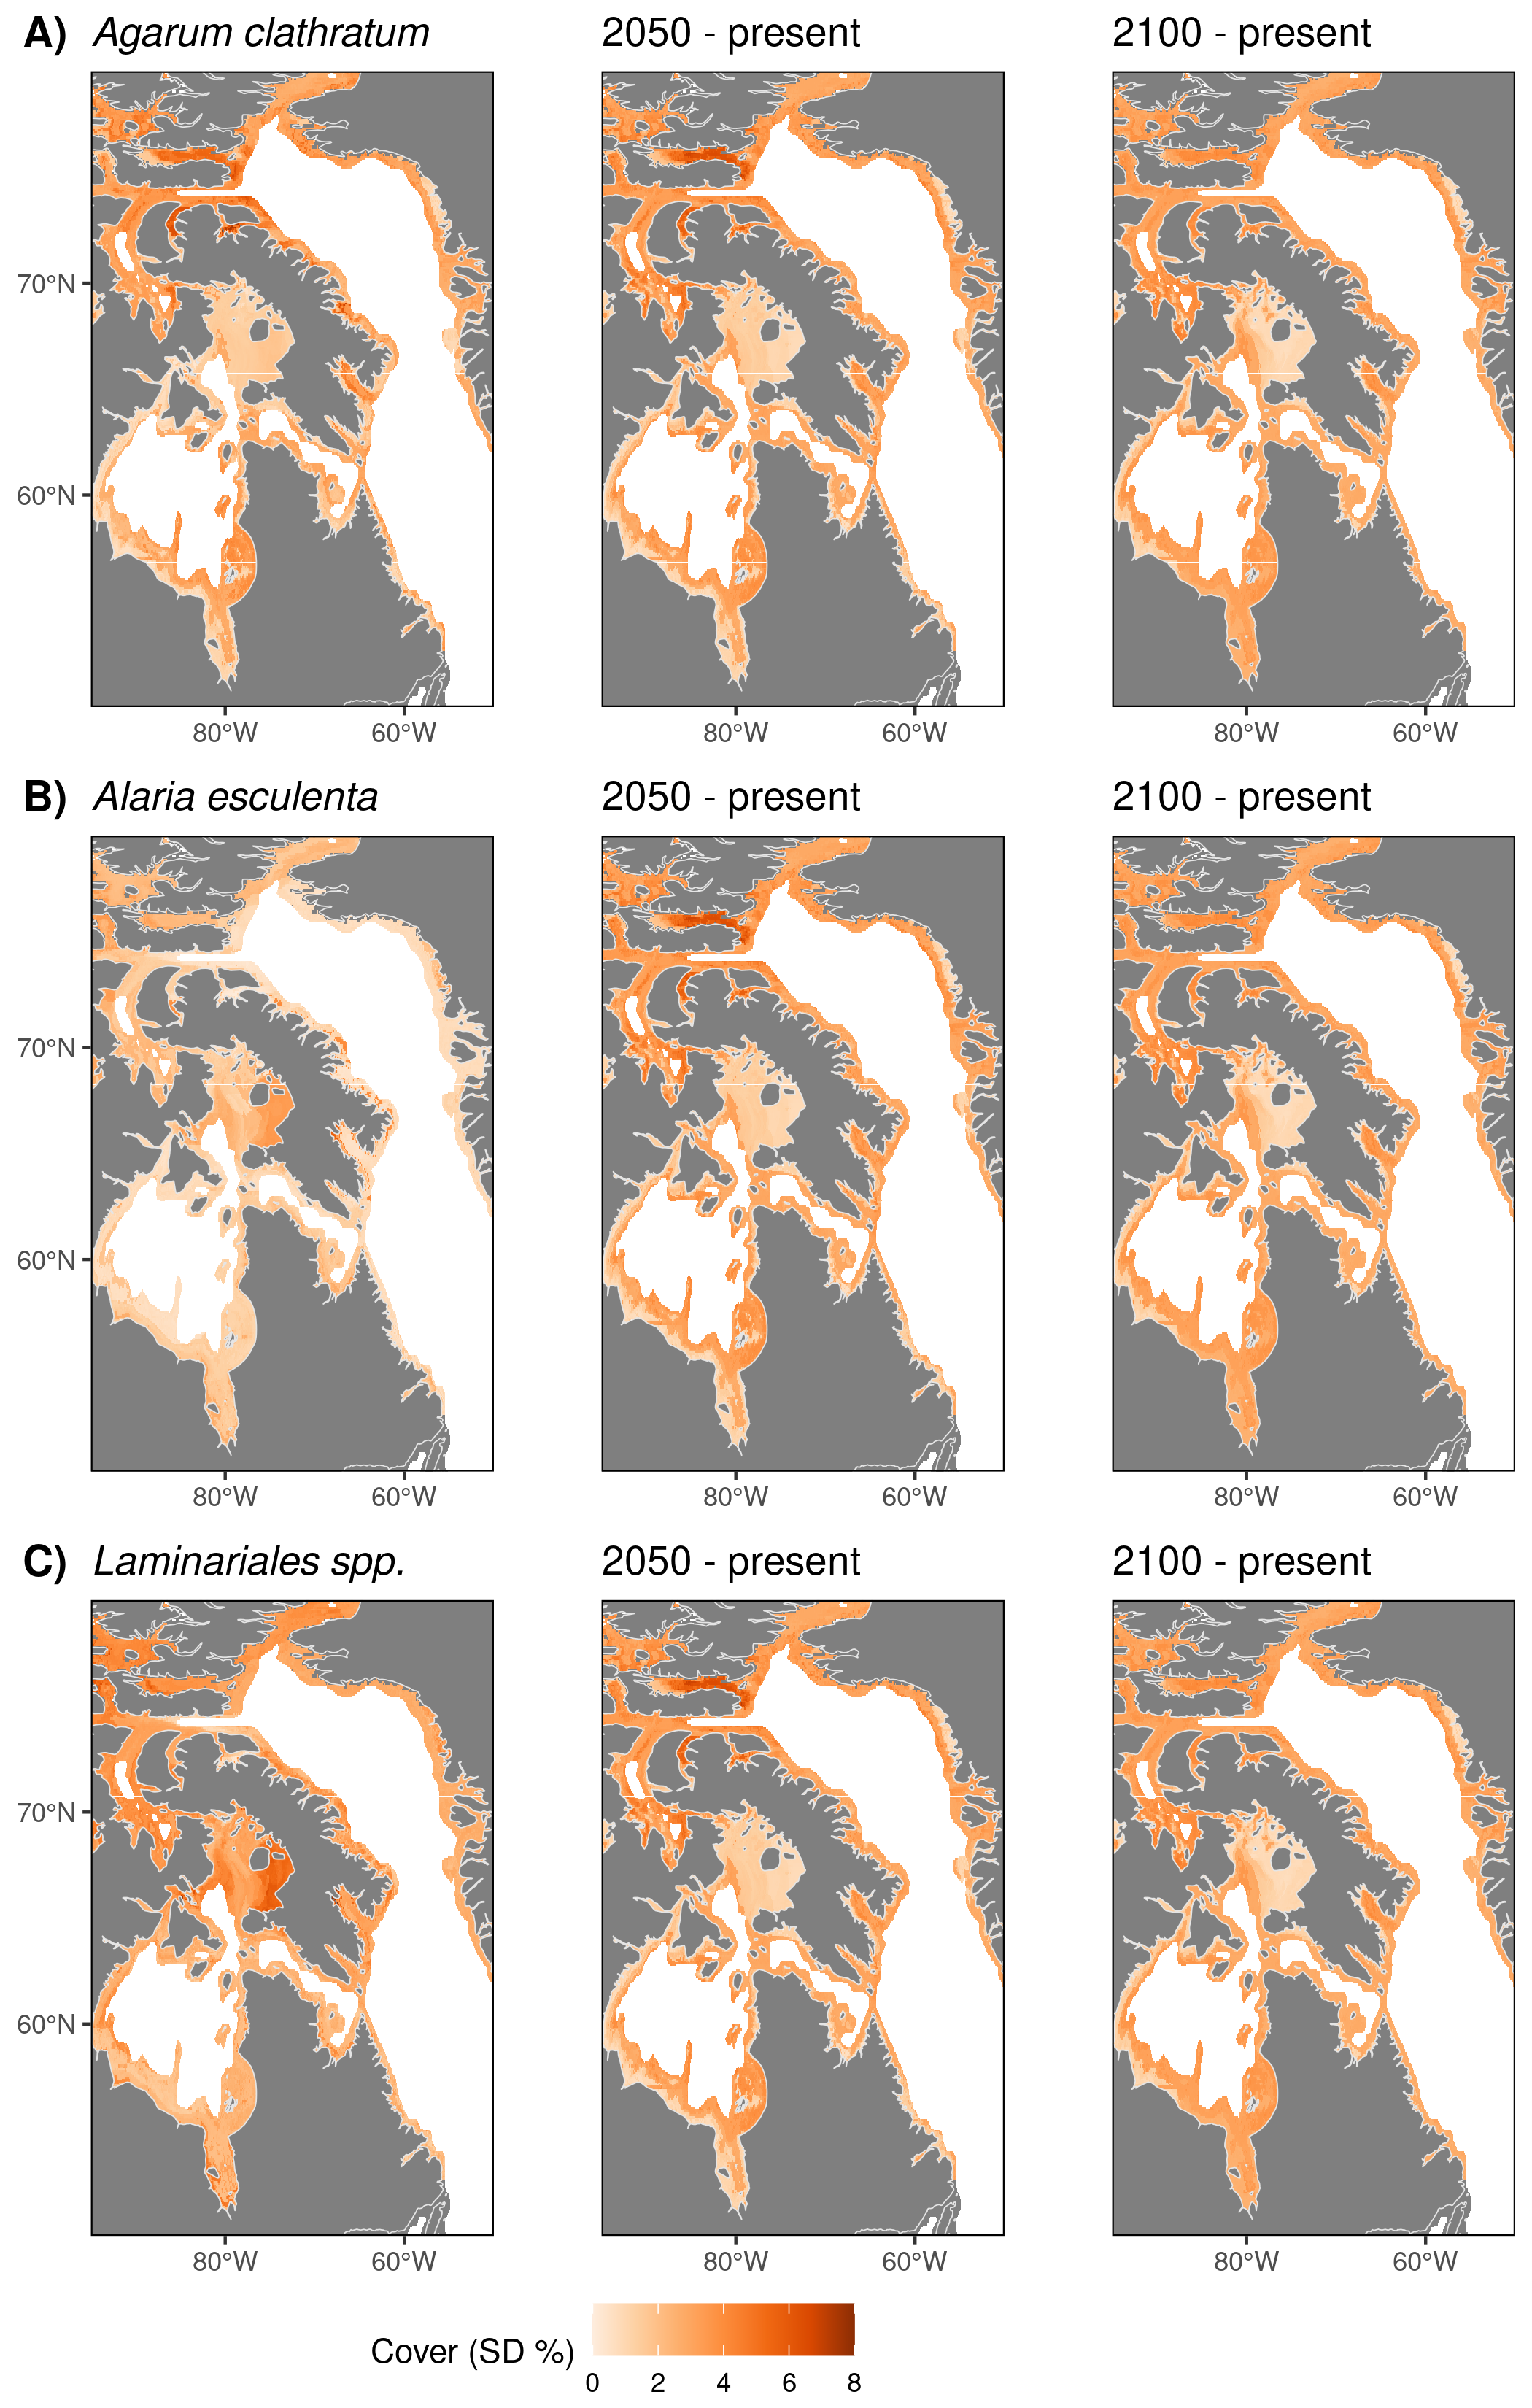 A) Agarum clathratum 2050 - present 2100 - present
70°N
60°N
80°W 60°W 80°W 60°W 80°W 60°W
B) Alaria esculenta 2050 - present 2100 - present
70°N
60°N
80°W 60°W 80°W 60°W 80°W 60°W
C) Laminariales spp. 2050 - present 2100 - present
70°N
60°N
80°W 60°W 80°W 60°W 80°W 60°W
Cover (SD %)
0 2 4 6 8